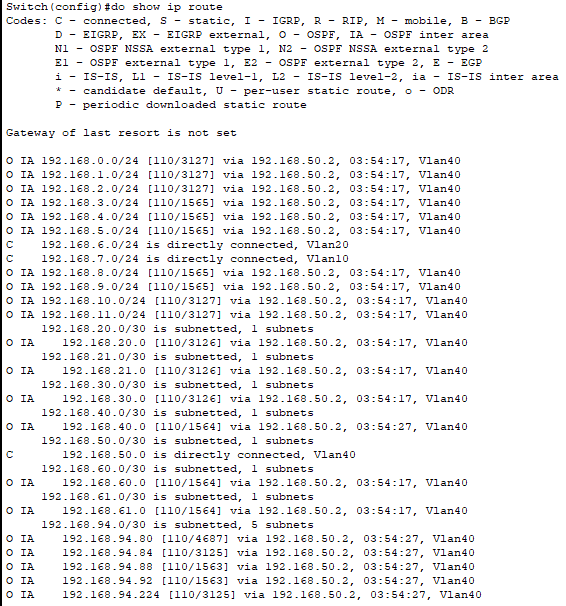 Switch(config)#do show ip route
Codes: C - connected, S - static, I - IGRP, R - RIP, M - mobile, B - BGP
D - EIGRP, EX - EIGRP external, O - OSPF, IA - OSPF inter area
N1 - OSPF NSSA external type 1, N2 - OSPF NSSA external type 2
E1 - OSPF external type 1, E2 - OSPF external type 2, E - EGP
i - IS-IS, L1 - IS-IS level-1, L2 - IS-IS level-2, ia - IS-IS inter area
* - candidate default, U - per-user static route, o - ODR
P - periodic downloaded static route
Gateway of last resort is not set
O IA 192.168.0.0/24 [110/3127] via 192.168.50.2, 03:54:17, Vlan40
O IA 192.168.1.0/24 [110/3127] via 192.168.50.2, 03:54:17, Vlan40
O IA 192.168.2.0/24 [110/3127] via 192.168.50.2, 03:54:17, Vlan40
O IA 192.168.3.0/24 [110/1565] via 192.168.50.2, 03:54:17, Vlan40
O IA 192.168.4.0/24 [110/1565] via 192.168.50.2, 03:54:17, Vlan40
O IA 192.168.5.0/24 [110/1565] via 192.168.50.2, 03:54:17, Vlan40
C 192.168.6.0/24 is directly connected, Vlan20
C 192.168.7.0/24 is directly connected, Vlan10
O IA 192.168.8.0/24 [110/1565] via 192.168.50.2, 03:54:17, Vlan40
O IA 192.168.9.0/24 [110/1565] via 192.168.50.2, 03:54:17, Vlan40
O IA 192.168.10.0/24 [110/3127] via 192.168.50.2, 03:54:17, Vlan40
O IA 192.168.11.0/24 [110/3127] via 192.168.50.2, 03:54:17, Vlan40
192.168.20.0/30 is subnetted, 1 subnets
O IA 192.168.20.0 [110/3126] via 192.168.50.2, 03:54:17, Vlan40
192.168.21.0/30 is subnetted, 1 subnets
O IA 192.168.21.0 [110/3126] via 192.168.50.2, 03:54:17, Vlan40
192.168.30.0/30 is subnetted, 1 subnets
O IA 192.168.30.0 [110/3126] via 192.168.50.2, 03:54:17, Vlan40
192.168.40.0/30 is subnetted, 1 subnets
O IA 192.168.40.0 [110/1564] via 192.168.50.2, 03:54:27, Vlan40
192.168.50.0/30 is subnetted, 1 subnets
C 192.168.50.0 is directly connected, Vlan40
192.168.60.0/30 is subnetted, 1 subnets
O IA 192.168.60.0 [110/1564] via 192.168.50.2, 03:54:17, Vlan40
192.168.61.0/30 is subnetted, 1 subnets
O IA 192.168.61.0 [110/1564] via 192.168.50.2, 03:54:17, Vlan40
192.168.94.0/30 is subnetted, 5 subnets
O IA 192.168.94.80 [110/4687] via 192.168.50.2, 03:54:27, Vlan40
O IA 192.168.94.84 [110/3125] via 192.168.50.2, 03:54:27, Vlan40
O IA 192.168.94.88 [110/1563] via 192.168.50.2, 03:54:27, Vlan40
O IA 192.168.94.92 [110/1563] via 192.168.50.2, 03:54:27, Vlan40
O IA 192.168.94.224 [110/3125] via 192.168.50.2, 03:54:27, Vlan40